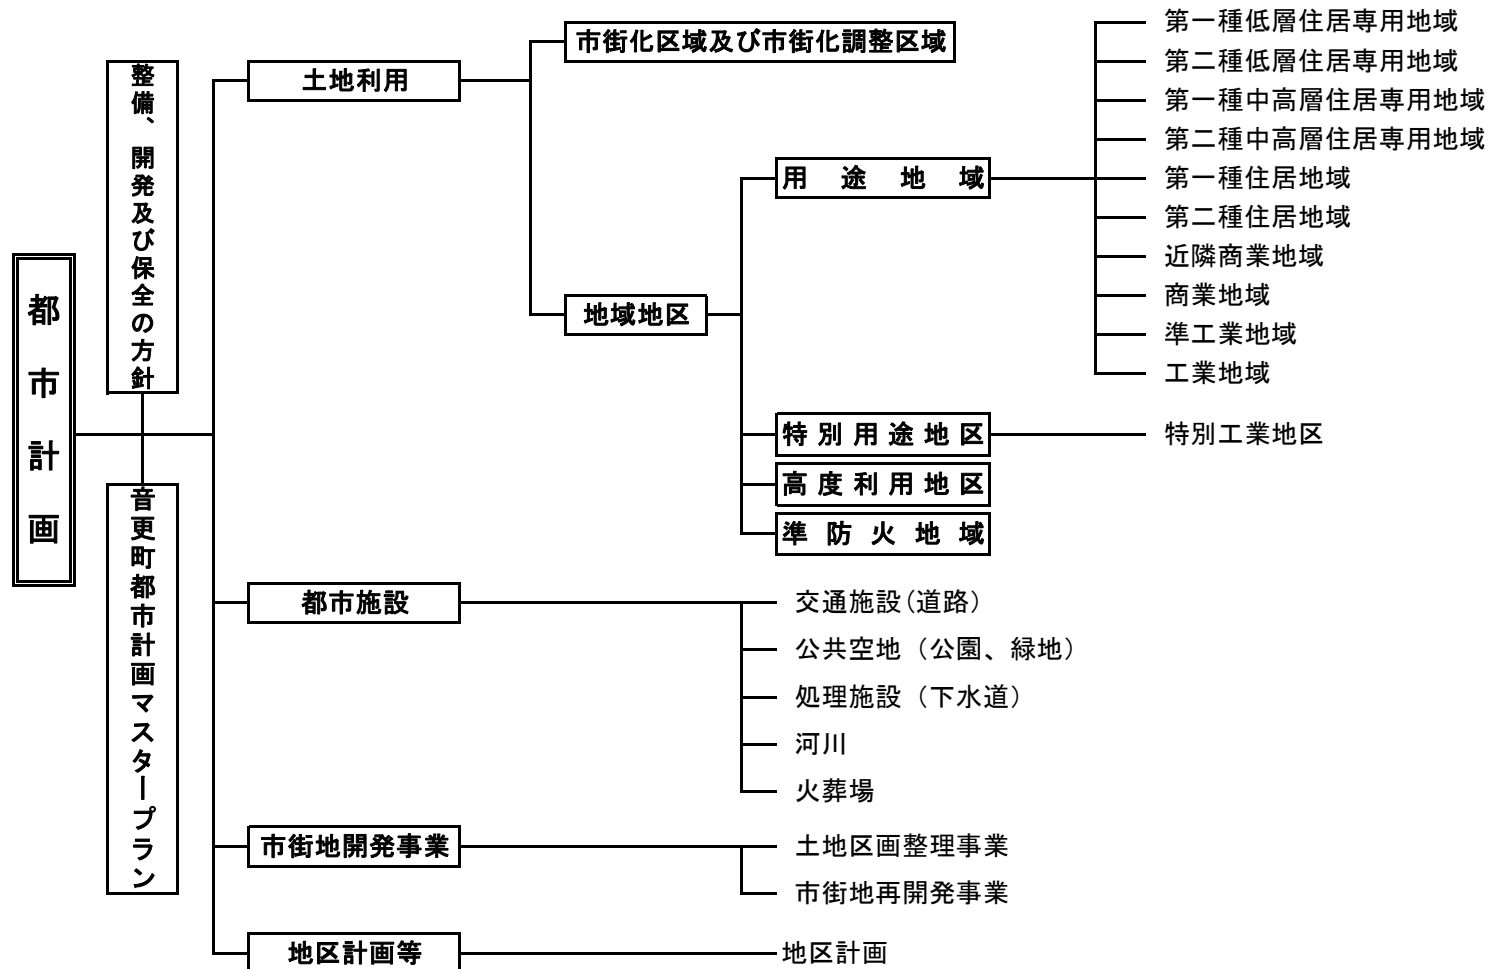 都市計画
整備、開発及び保全の方針
音更町都市計画マスタープラン
土地利用
市街化区域及び市街化調整区域
地域地区
用途地域
第一種低層住居専用地域
第二種低層住居専用地域
第一種中高層住居専用地域
第二種中高層住居専用地域
第一種住居地域
第二種住居地域
近隣商業地域
商業地域
準工業地域
工業地域
特別用途地区
特別工業地区
高度利用地区
準防火地域
都市施設
交通施設(道路)
公共空地（公園、緑地）
処理施設（下水道）
河川
火葬場
市街地開発事業
土地区画整理事業
市街地再開発事業
地区計画等
地区計画